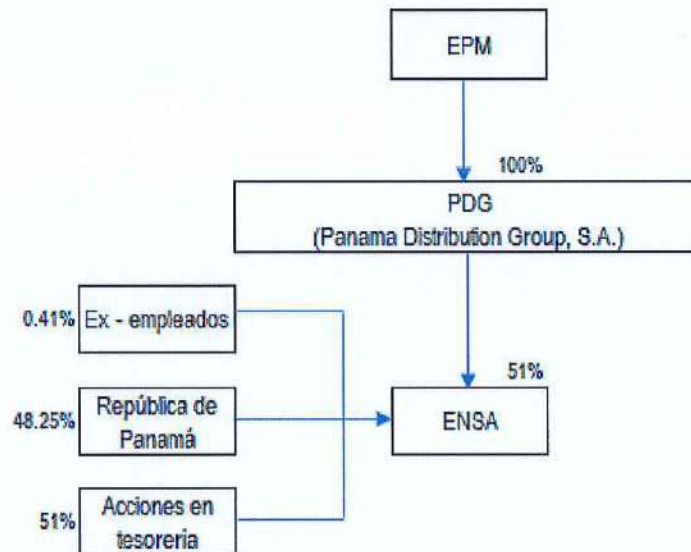 EPM
100%
PDG
(Panama Distribution Group, S.A.)
0.41%
Ex - empleados
51%
48.25%
República de
Panamá
ENSA
51%
Acciones en
tesoreria